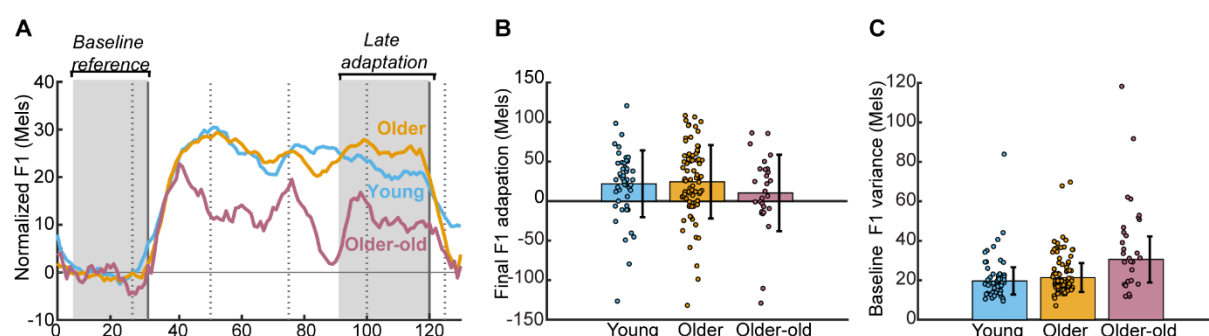 A
Baseline
reference
Late
adaptation
Normalized F1 (Mels)
40
30
20
10
0
-10
Older
Young
Older-old
0 20 40 60 80 100 120
B
Final F1 adapation (Mels)
150
100
50
0
-50
-100
-150
Young Older Older-old
C
Baseline F1 variance (Mels)
120
100
80
60
40
20
0
Young Older Older-old